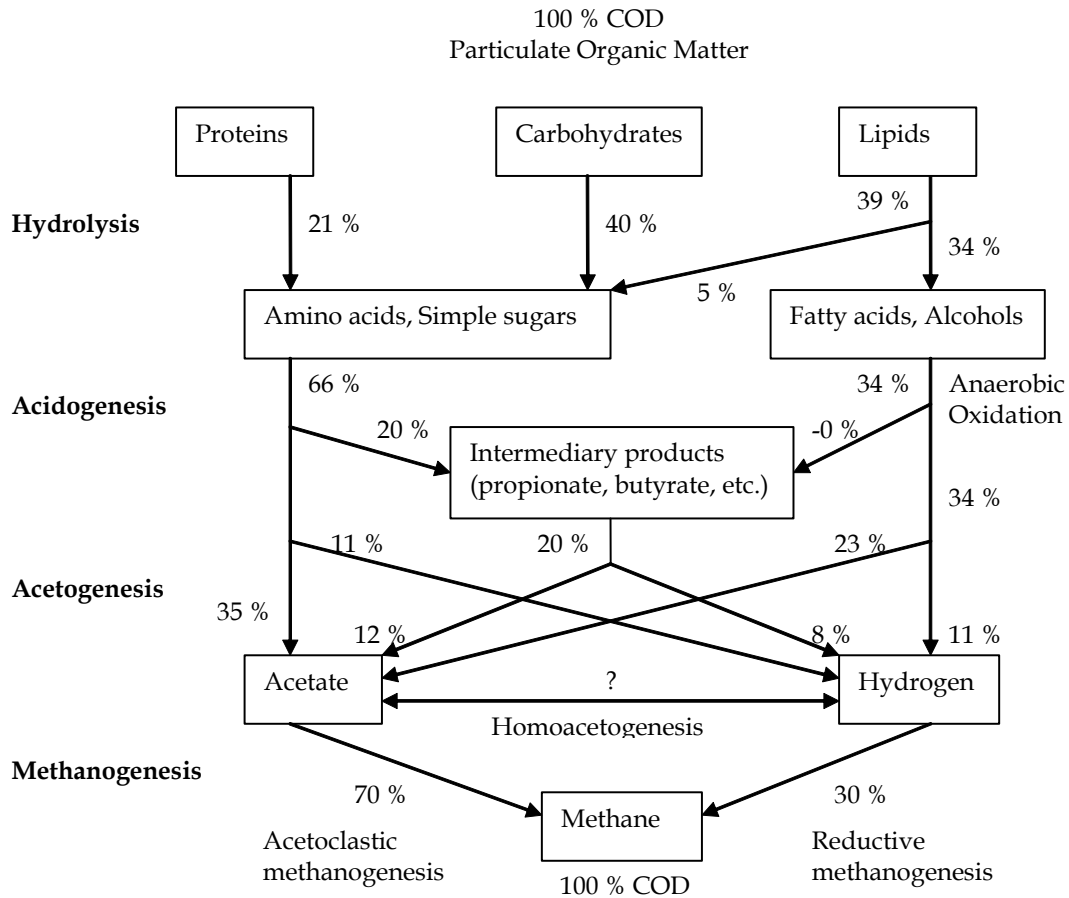 100 % COD
Particulate Organic Matter
Proteins
Carbohydrates
Lipids
Hydrolysis
21 %
40 %
39 %
34 %
5 %
Amino acids, Simple sugars
Fatty acids, Alcohols
Acidogenesis
66 %
34 %
Anaerobic
Oxidation
20 %
-0 %
Intermediary products
(propionate, butyrate, etc.)
34 %
11 %
20 %
23 %
Acetogenesis
35 %
12 %
8 %
11 %
Acetate
?
Hydrogen
Homoacetogenesis
Methanogenesis
70 %
30 %
Methane
Acetoclastic
methanogenesis
Reductive
methanogenesis
100 % COD